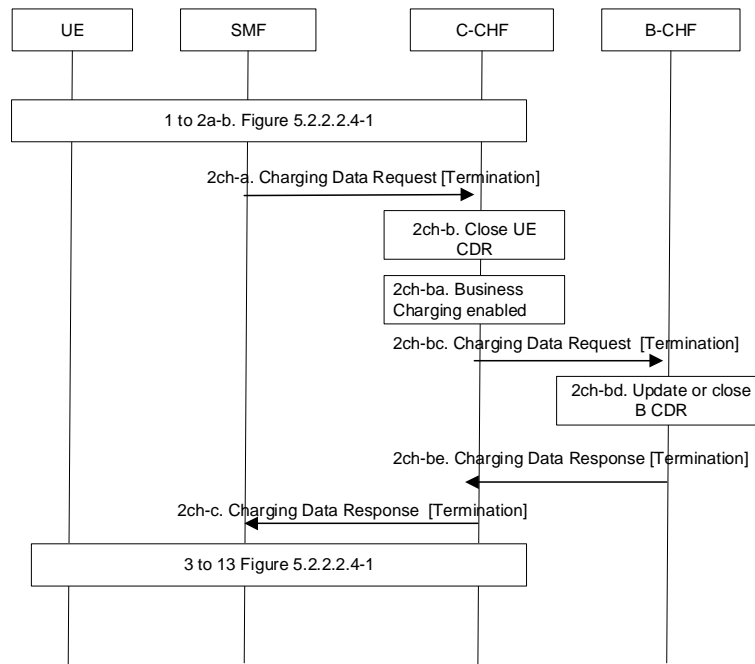 UE
SMF
C-CHF
B-CHF
1 to 2a-b. Figure 5.2.2.2.4-1
2ch-a. Charging Data Request [Termination]
2ch-b. Close UE
CDR
2ch-ba. Business
Charging enabled
2ch-bc. Charging Data Request [Termination]
2ch-bd. Update or close
B CDR
2ch-be. Charging Data Response [Termination]
2ch-c. Charging Data Response [Termination]
3 to 13 Figure 5.2.2.2.4-1